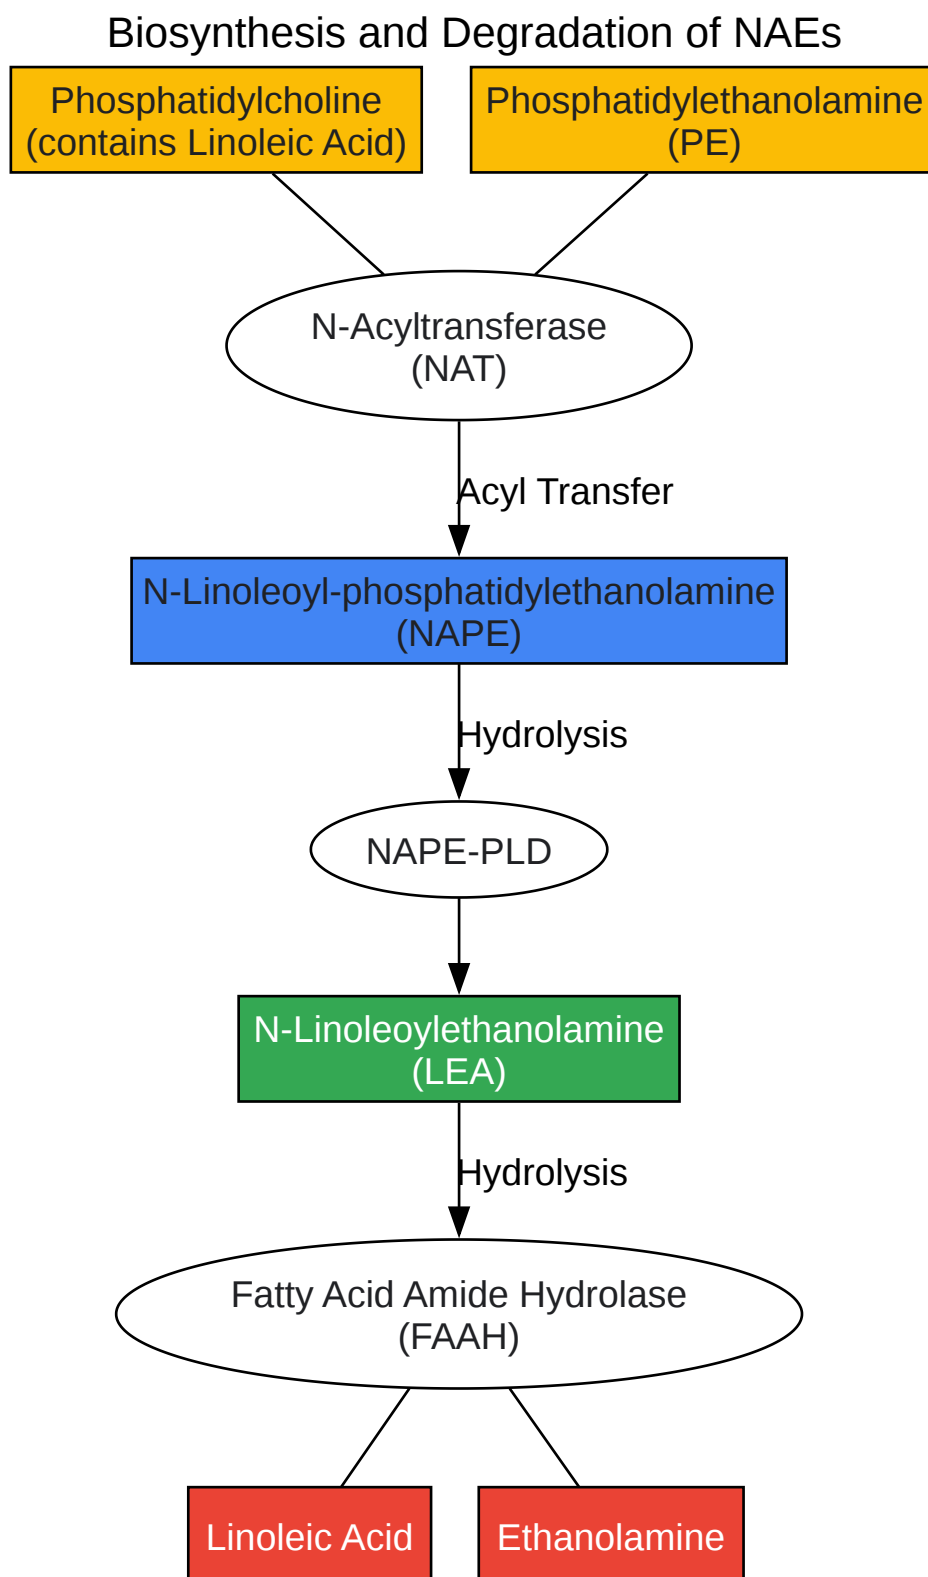 Biosynthesis and Degradation of NAEs
Phosphatidylcholine
(contains Linoleic Acid)
Phosphatidylethanolamine
(PE)
N-Acyltransferase
(NAT)
Acyl Transfer
N-Linoleoyl-phosphatidylethanolamine
(NAPE)
Hydrolysis
NAPE-PLD
N-Linoleoylethanolamine
(LEA)
Hydrolysis
Fatty Acid Amide Hydrolase
(FAAH)
Linoleic Acid
Ethanolamine